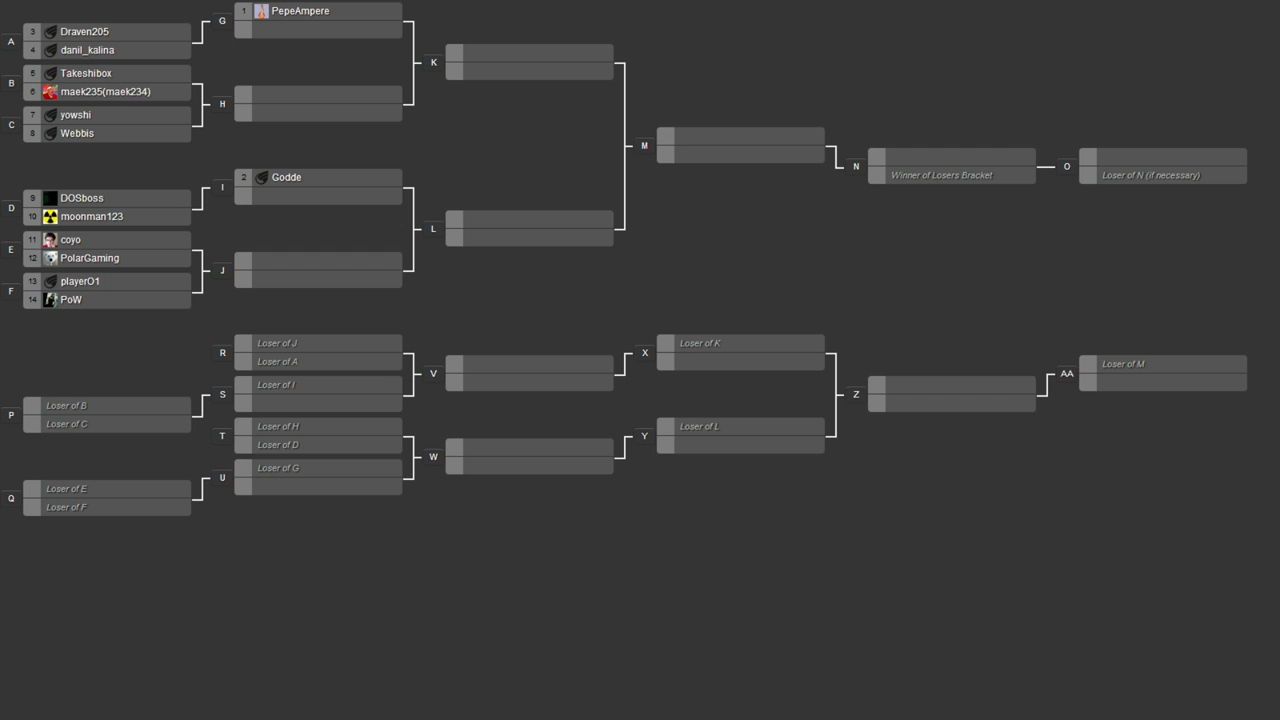 A
3 Draven205
4 danil_kalina
B
5 Takeshibox
6 maek235(maek234)
C
7 yowshi
8 Webbis
D
9 DOSboss
10 moonman123
E
11 coyo
12 PolarGaming
F
13 playerO1
14 PoW
G
1 PepeAmpere
H
I
2 Godde
J
K
L
M
N
Winner of Losers Bracket
O
Loser of N (if necessary)
P
Loser of B
Loser of C
Q
Loser of E
Loser of F
R
Loser of J
Loser of A
S
Loser of I
T
Loser of H
Loser of D
U
Loser of G
V
W
X
Loser of K
Y
Loser of L
Z
AA
Loser of M